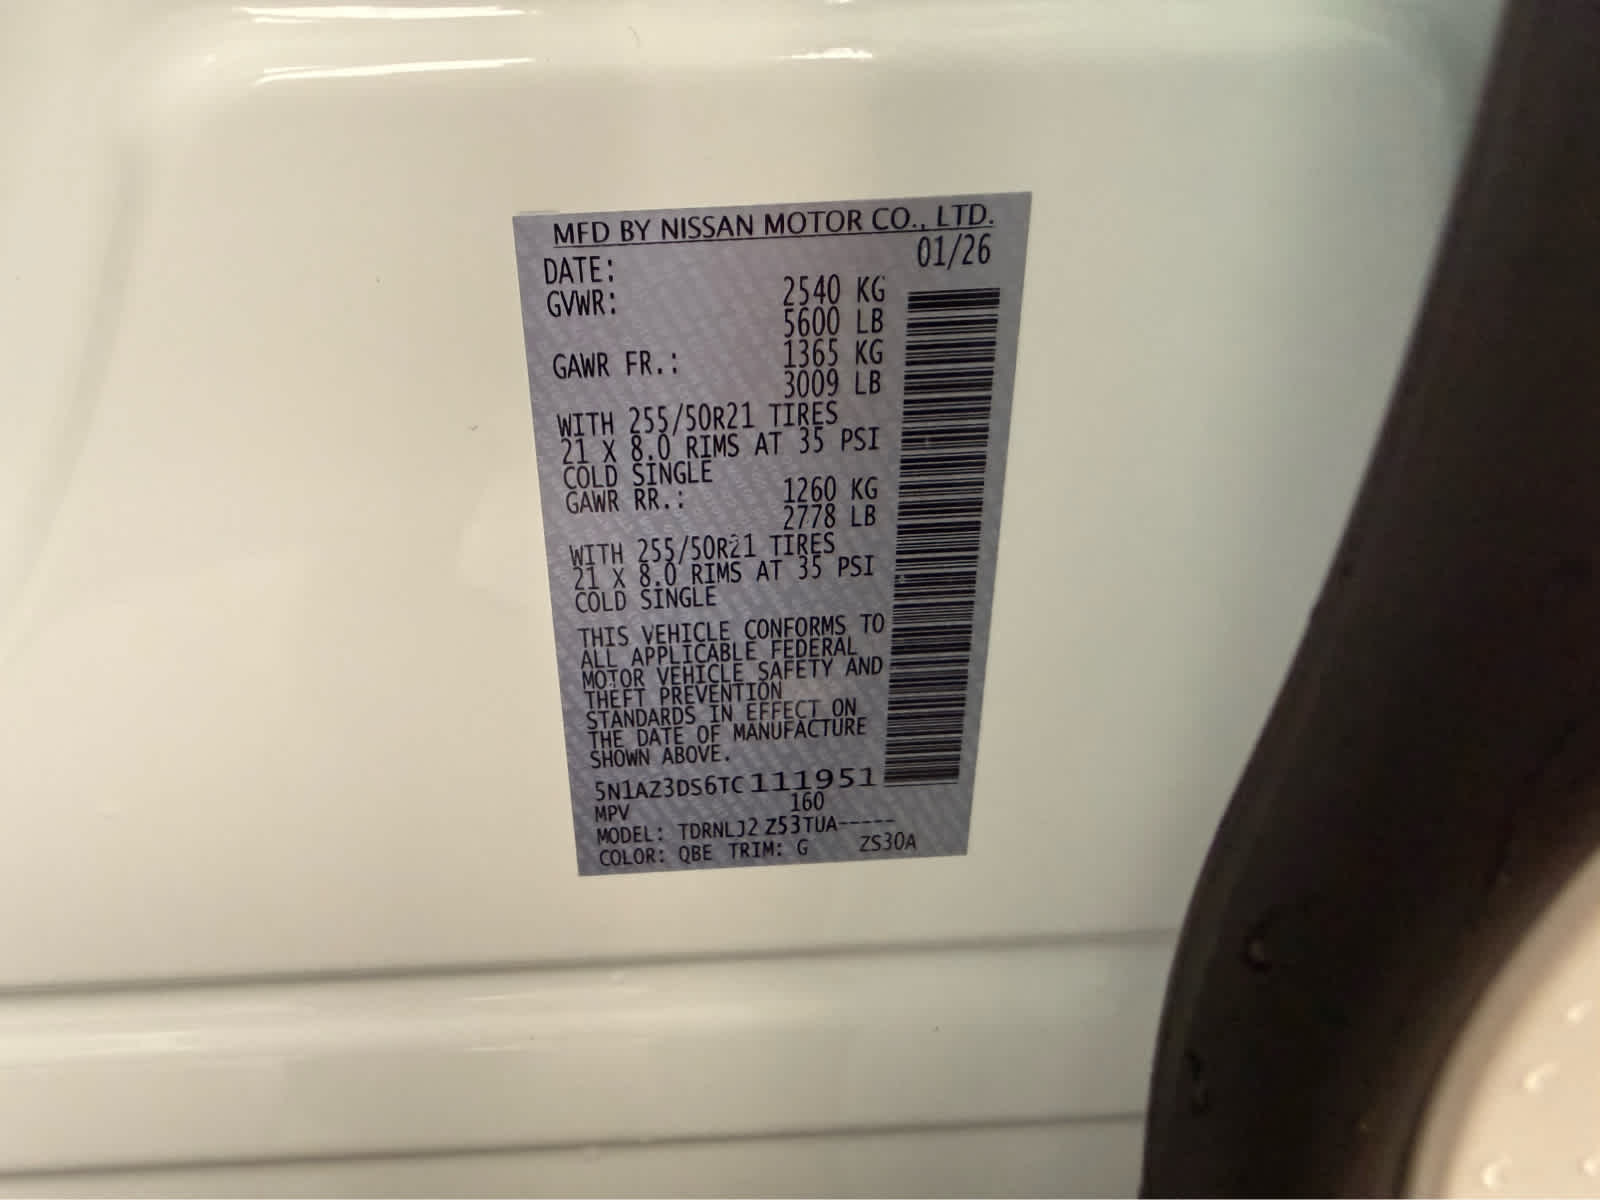 MFD BY NISSAN MOTOR CO., LTD.
DATE: 01/26
GVWR: 2540 KG
5600 LB
GAWR FR.: 1365 KG
3009 LB
WITH 255/50R21 TIRES
21 X 8.0 RIMS AT 35 PSI
COLD SINGLE
GAWR RR.: 1260 KG
2778 LB
WITH 255/50R21 TIRES
21 X 8.0 RIMS AT 35 PSI
COLD SINGLE
THIS VEHICLE CONFORMS TO
ALL APPLICABLE FEDERAL
MOTOR VEHICLE SAFETY AND
THEFT PREVENTION
STANDARDS IN EFFECT ON
THE DATE OF MANUFACTURE
SHOWN ABOVE.
5N1AZ3DS6TC111951
MPV 160
MODEL: TDRNLJ2 Z53TUA-----
COLOR: QBE TRIM: G ZS30A